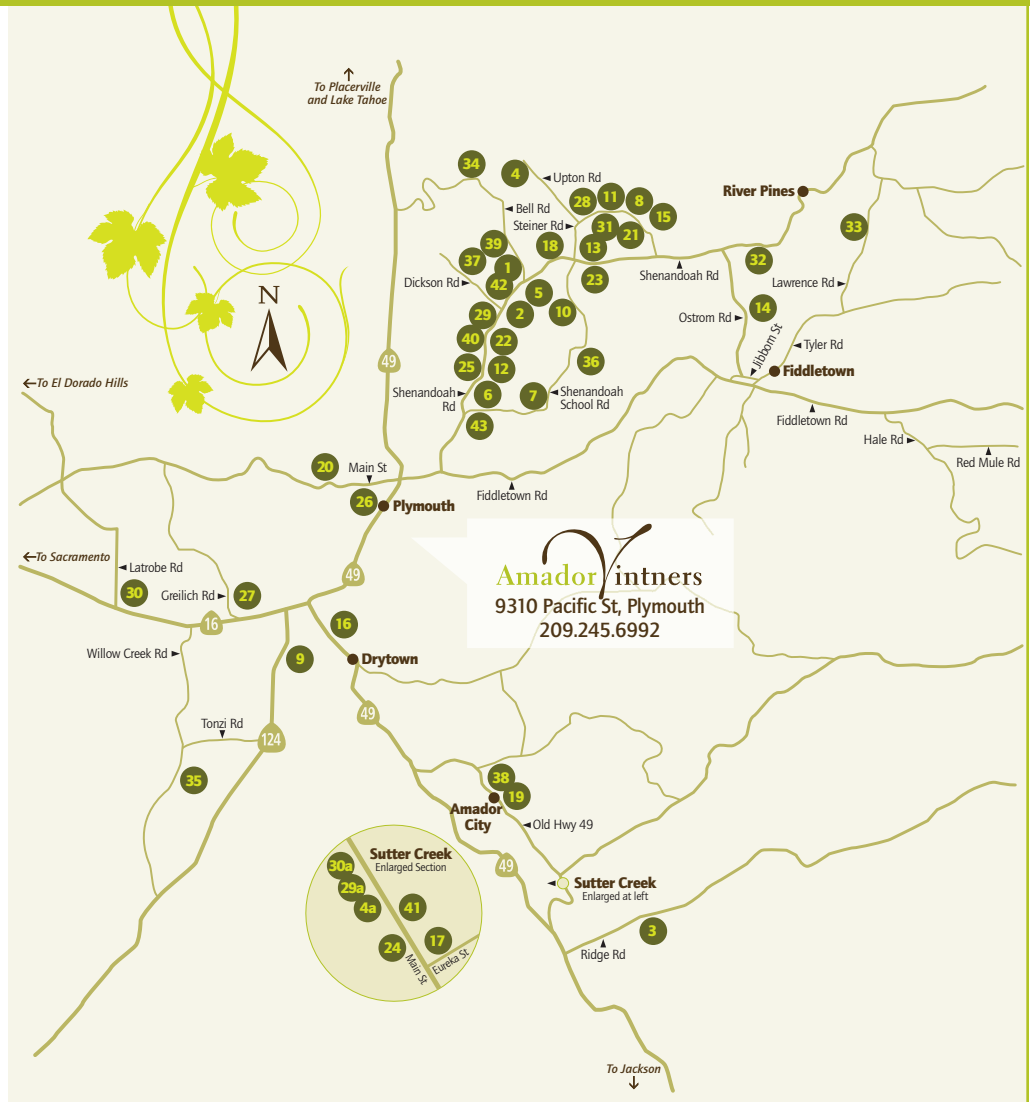 To Placerville
and Lake Tahoe
34
4
Upton Rd
River Pines
28
11
8
15
Bell Rd
Steiner Rd
31
21
33
39
18
13
32
37
1
Shenandoah Rd
Dickson Rd
42
23
Lawrence Rd
5
N
29
2
10
14
Ostrom Rd
40
22
Jibbom St
Tyler Rd
49
36
25
12
Fiddletown
To El Dorado Hills
Shenandoah
Rd
6
7
Shenandoah
School Rd
Fiddletown Rd
43
Hale Rd
Red Mule Rd
20
Main St
26
Plymouth
Fiddletown Rd
To Sacramento
Latrobe Rd
49
Amador Vintners
9310 Pacific St, Plymouth
209.245.6992
30
Greilich Rd
27
16
16
Willow Creek Rd
9
Drytown
49
Tonzi Rd
124
35
38
19
Amador
City
Old Hwy 49
49
Sutter Creek
Enlarged Section
30a
29a
4a
41
24
17
Main St
Eureka St
Sutter Creek
Enlarged at left
3
Ridge Rd
To Jackson